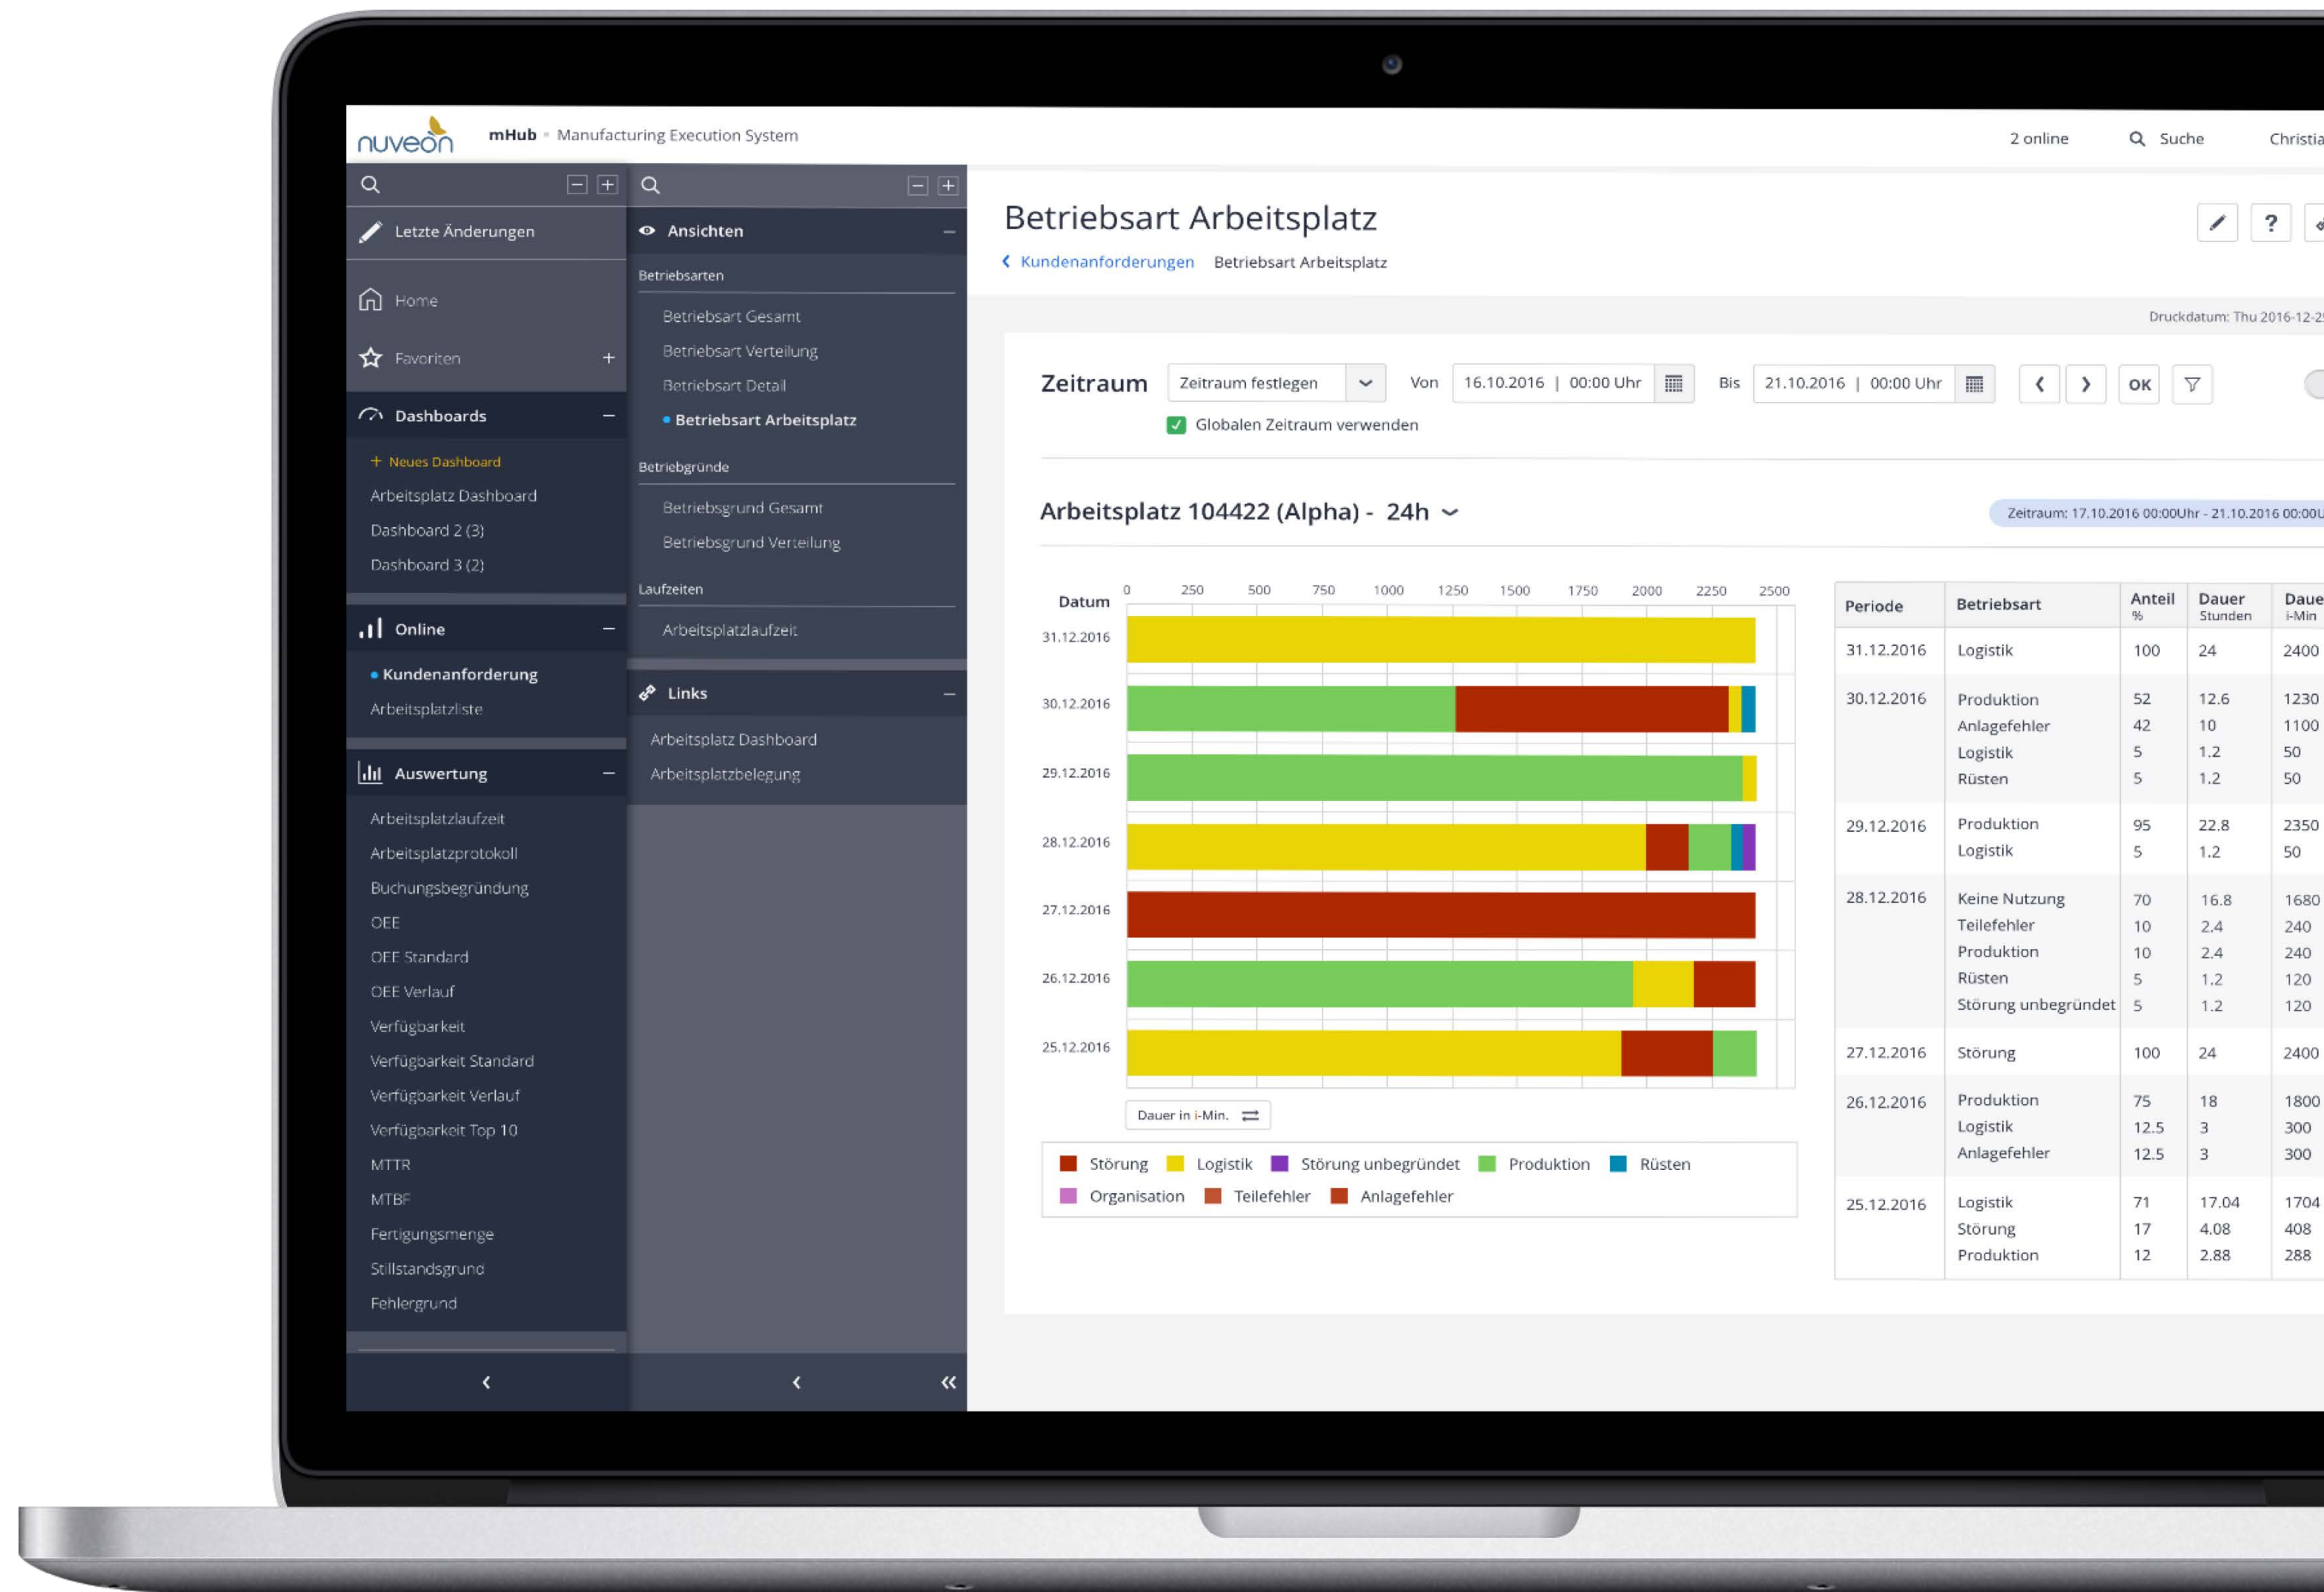 nuveon mHub - Manufacturing Execution System
2 online Suche
Letzte Änderungen
Home
Favoriten +
Dashboards
+ Neues Dashboard
Arbeitsplatz Dashboard
Dashboard 2 (3)
Dashboard 3 (2)
Online
Kundenanforderung
Arbeitsplatzliste
Auswertung
Arbeitsplatzlaufzeit
Arbeitsplatzprotokoll
Buchungsbegründung
OEE
OEE Standard
OEE Verlauf
Verfügbarkeit
Verfügbarkeit Standard
Verfügbarkeit Verlauf
Verfügbarkeit Top 10
MTTR
MTBF
Fertigungsmenge
Stillstandsgrund
Fehlergrund
Ansichten
Betriebsarten
Betriebsart Gesamt
Betriebsart Verteilung
Betriebsart Detail
Betriebsart Arbeitsplatz
Betriebgründe
Betriebsgrund Gesamt
Betriebsgrund Verteilung
Laufzeiten
Arbeitsplatzlaufzeit
Links
Arbeitsplatz Dashboard
Arbeitsplatzbelegung
Betriebsart Arbeitsplatz
?
Kundenanforderungen Betriebsart Arbeitsplatz
Druckdatum: Thu
Zeitraum Zeitraum festlegen Von 16.10.2016 | 00:00 Uhr Bis 21.10.2016 | 00:00 Uhr OK
Globalen Zeitraum verwenden
Arbeitsplatz 104422 (Alpha) - 24h
Zeitraum: 17.10.2016 00:00Uhr - 21.10.2016
Datum 0 250 500 750 1000 1250 1500 1750 2000 2250 2500
31.12.2016
30.12.2016
29.12.2016
28.12.2016
27.12.2016
26.12.2016
25.12.2016
Dauer in i-Min.
Störung Logistik Störung unbegründet Produktion Rüsten
Organisation Teilefehler Anlagefehler
Periode Betriebsart Anteil Dauer
% Stunden i-Min
31.12.2016 Logistik 100 24 2400
30.12.2016 Produktion 52 12.6 1230
Anlagefehler 42 10 1100
Logistik 5 1.2 50
Rüsten 5 1.2 50
29.12.2016 Produktion 95 22.8 2350
Logistik 5 1.2 50
28.12.2016 Keine Nutzung 70 16.8 1680
Teilefehler 10 2.4 240
Produktion 10 2.4 240
Rüsten 5 1.2 120
Störung unbegründet 5 1.2 120
27.12.2016 Störung 100 24 2400
26.12.2016 Produktion 75 18 1800
Logistik 12.5 3 300
Anlagefehler 12.5 3 300
25.12.2016 Logistik 71 17.04 1704
Störung 17 4.08 408
Produktion 12 2.88 288